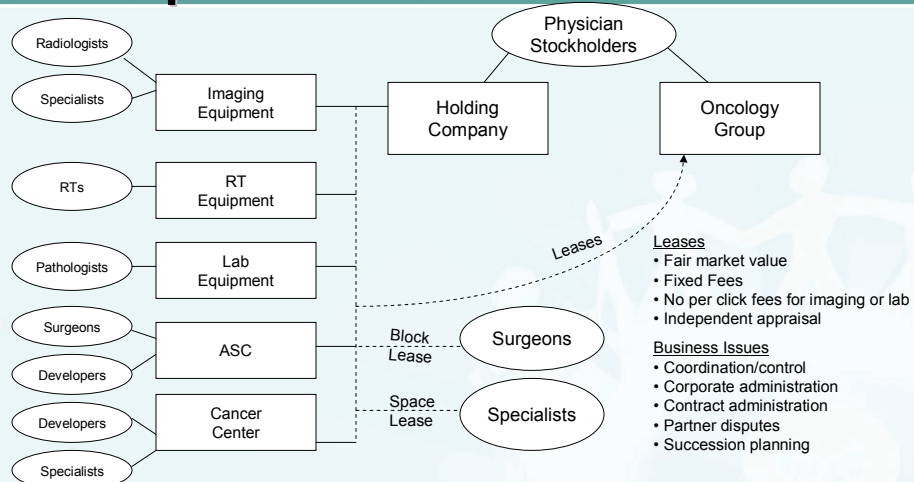 Physician
Stockholders
Radiologists
Specialists
Imaging
Equipment
Holding
Company
Oncology
Group
RTs
RT
Equipment
Pathologists
Lab
Equipment
Leases
Surgeons
Developers
ASC
Block
Lease
Surgeons
Developers
Specialists
Cancer
Center
Space
Lease
Specialists
Leases
• Fair market value
• Fixed Fees
• No per click fees for imaging or lab
• Independent appraisal
Business Issues
• Coordination/control
• Corporate administration
• Contract administration
• Partner disputes
• Succession planning